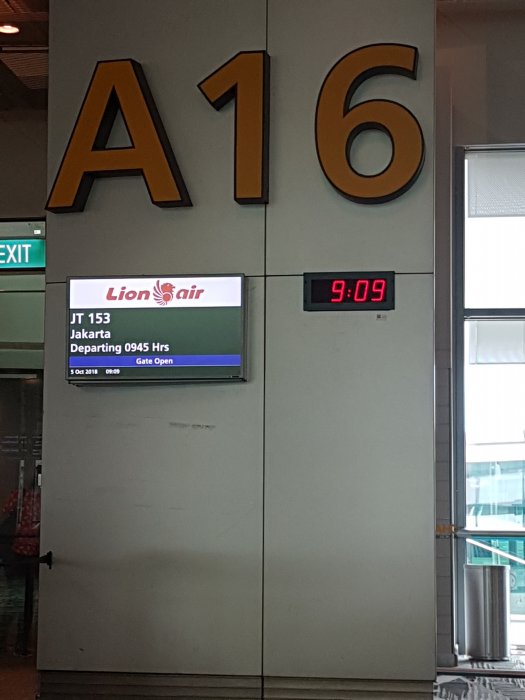 A16
EXIT
Lion air
9:09
JT 153
Jakarta
Departing 0945 Hrs
Gate Open
5 Oct 2018 09:09